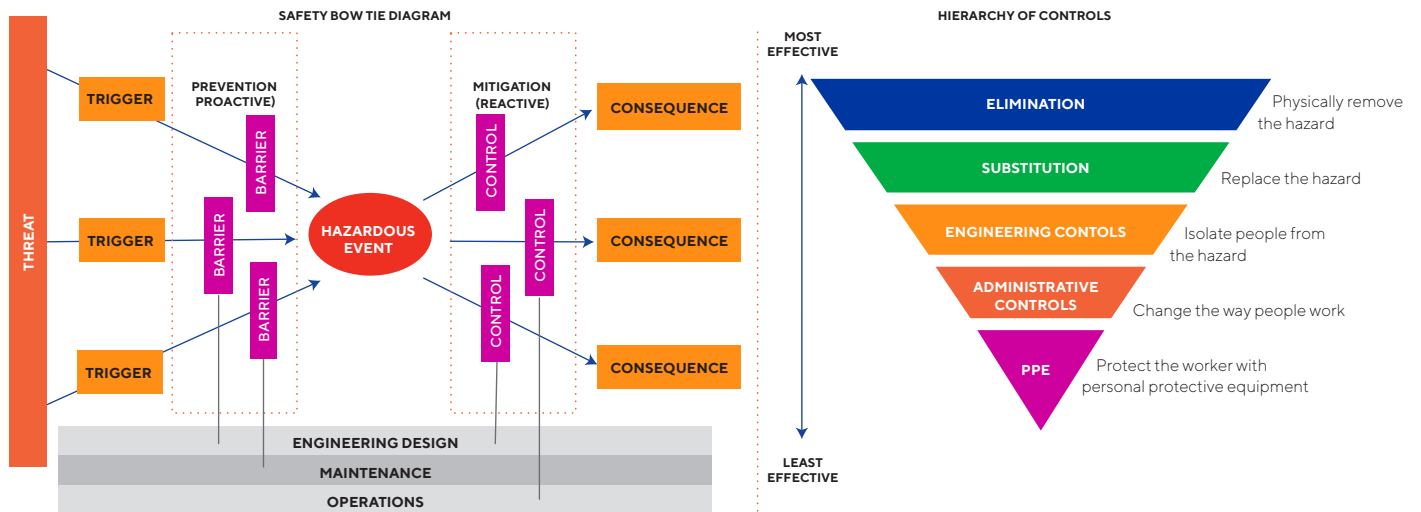 SAFETY BOW TIE DIAGRAM
THREAT
TRIGGER
TRIGGER
TRIGGER
PREVENTION
PROACTIVE)
BARRIER
BARRIER
BARRIER
HAZARDOUS
EVENT
MITIGATION
(REACTIVE)
CONTROL
CONTROL
CONTROL
CONSEQUENCE
CONSEQUENCE
CONSEQUENCE
ENGINEERING DESIGN
MAINTENANCE
OPERATIONS
HIERARCHY OF CONTROLS
MOST
EFFECTIVE
ELIMINATION
Physically remove
the hazard
SUBSTITUTION
Replace the hazard
ENGINEERING CONTOLS
Isolate people from
the hazard
ADMINISTRATIVE
CONTROLS
Change the way people work
PPE
Protect the worker with
personal protective equipment
LEAST
EFFECTIVE